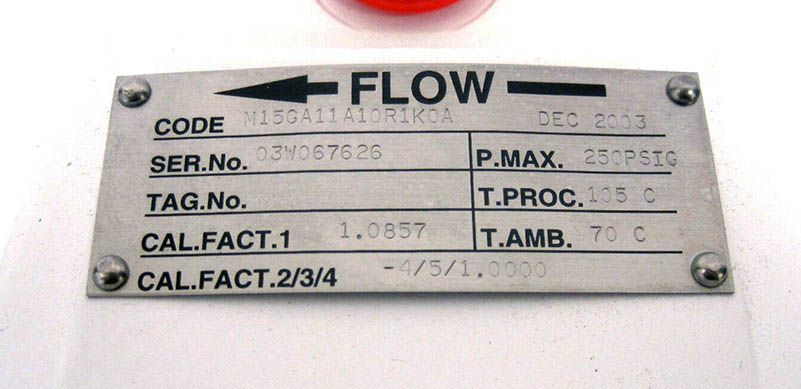 FLOW
CODE M15GA11A10R1K0A DEC 2003
SER.No. 03W067626 P.MAX. 250PSIG
TAG.No. T.PROC. 105 C
CAL.FACT.1 1.0857 T.AMB. 70 C
CAL.FACT.2/3/4 -4/5/1.0000